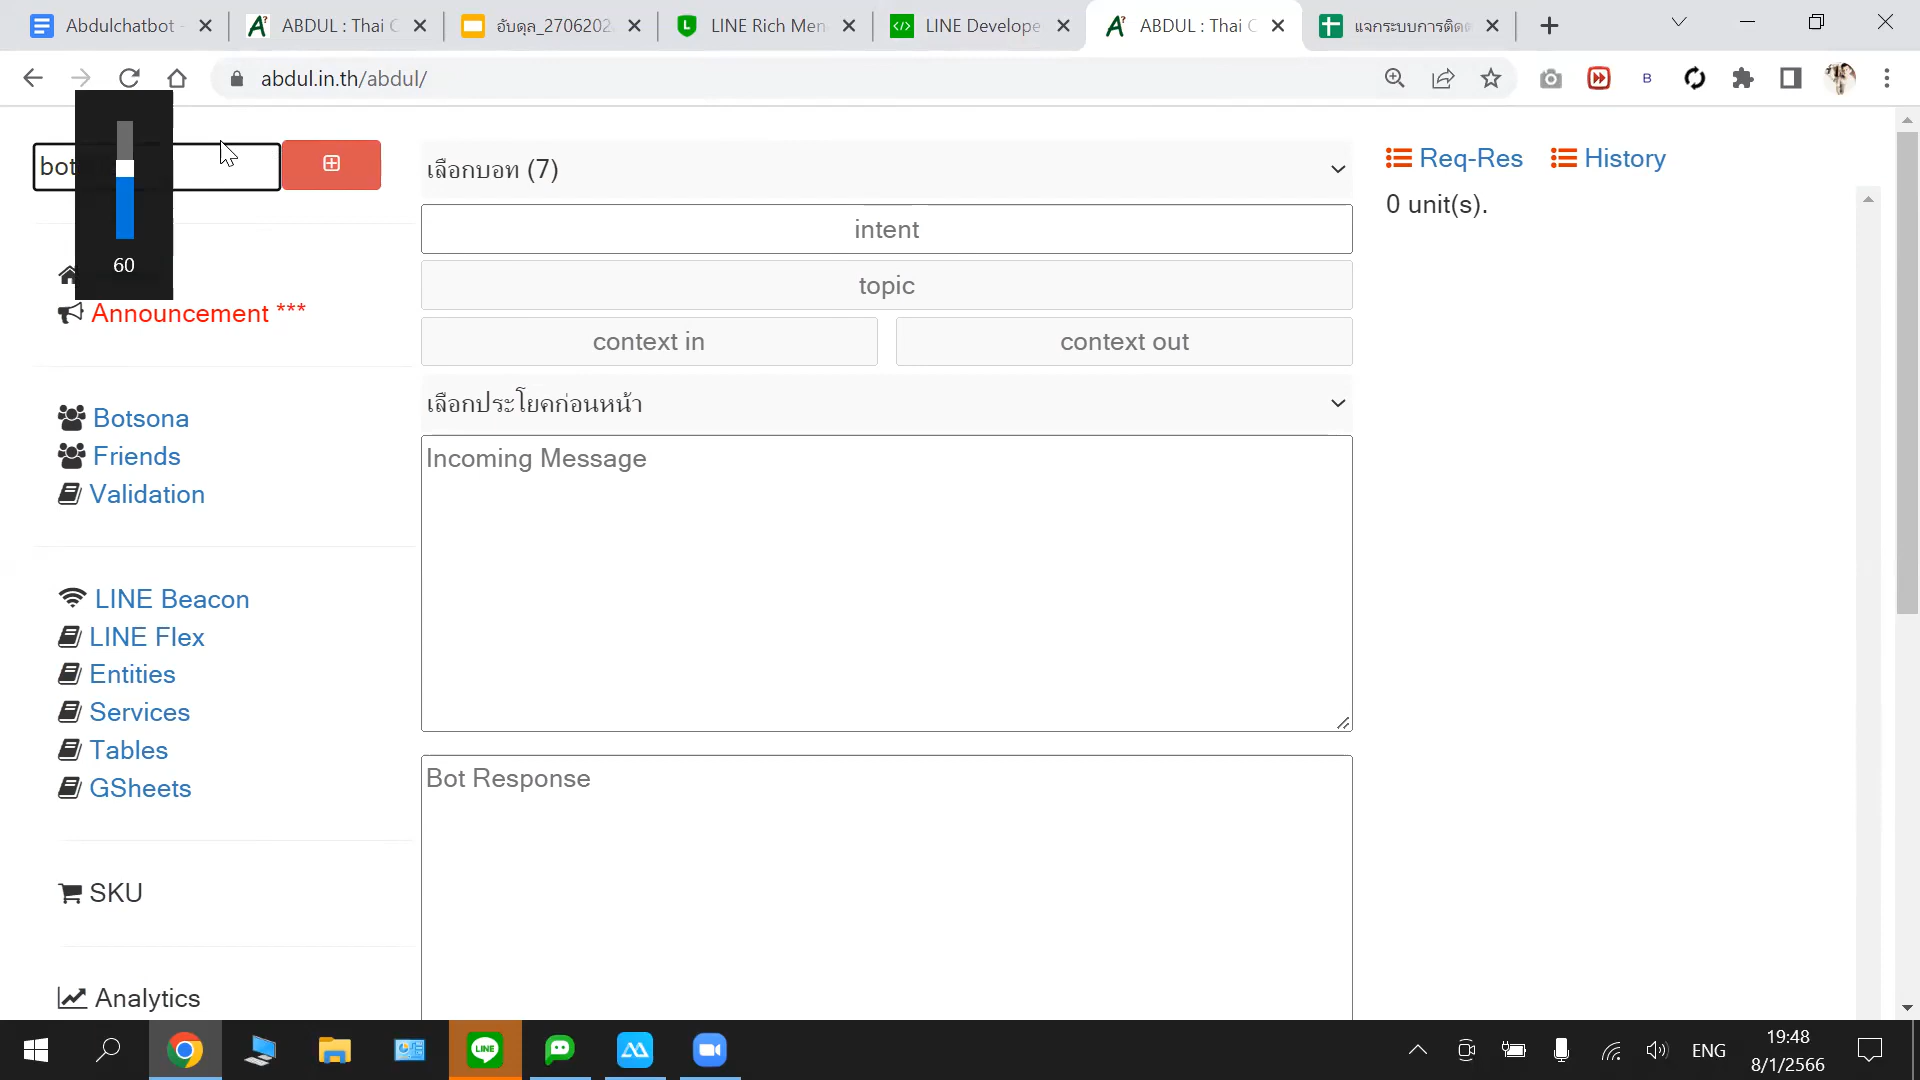 Abdulchatbot -
ABDUL : Thai C
อับดุล_2706202
LINE Rich Men
LINE Develope
ABDUL : Thai C
แจกระบบการติดต
abdul.in.th/abdul/
bot
60
Announcement ***
Botsona
Friends
Validation
LINE Beacon
LINE Flex
Entities
Services
Tables
GSheets
SKU
Analytics
เลือกบอท (7)
intent
topic
context in
context out
เลือกประโยคก่อนหน้า
Incoming Message
Bot Response
Req-Res
History
0 unit(s).
LINE
ENG
19:48
8/1/2566